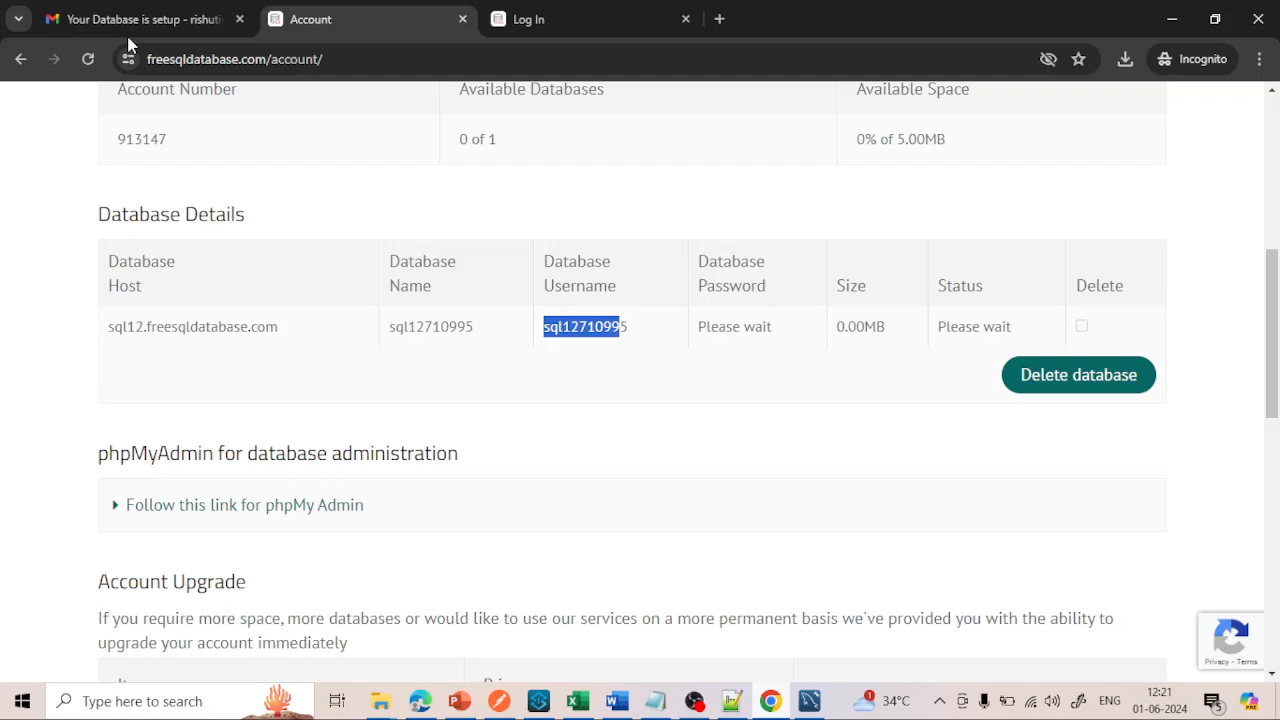 Your Database is setup - rishuti
Account
Log In
freesqldatabase.com/account/
Incognito
Account Number
Available Databases
Available Space
913147
0 of 1
0% of 5.00MB
Database Details
Database Host
Database Name
Database Username
Database Password
Size
Status
Delete
sql12.freesqldatabase.com
sql12710995
sql12710995
Please wait
0.00MB
Please wait
Delete database
phpMyAdmin for database administration
Follow this link for phpMy Admin
Account Upgrade
If you require more space, more databases or would like to use our services on a more permanent basis we've provided you with the ability to
upgrade your account immediately
Privacy - Terms
Type here to search
34°C
ENG
12:21
01-06-2024
5